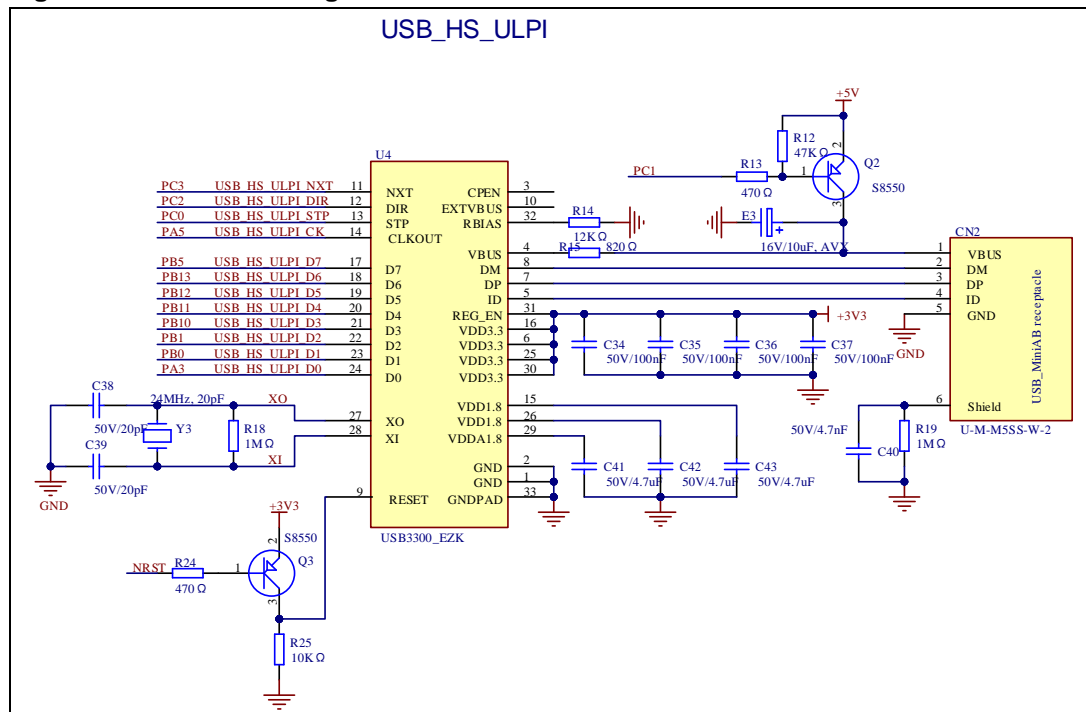 USB_HS_ULPI
+5V
R12
47KΩ
2
Q2
S8550
1
3
R13
470Ω
PC1
E3
16V/10uF, AVX
U4
PC3 USB_HS_ULPI_NXT 11 NXT
PC2 USB_HS_ULPI_DIR 12 DIR
PC0 USB_HS_ULPI_STP 13 STP
PA5 USB_HS_ULPI_CK 14 CLKOUT
PB5 USB_HS_ULPI_D7 17 D7
PB13 USB_HS_ULPI_D6 18 D6
PB12 USB_HS_ULPI_D5 19 D5
PB11 USB_HS_ULPI_D4 20 D4
PB10 USB_HS_ULPI_D3 21 D3
PB1 USB_HS_ULPI_D2 22 D2
PB0 USB_HS_ULPI_D1 23 D1
PA3 USB_HS_ULPI_D0 24 D0
27 XO
28 XI
9 RESET
CPEN 3
EXTVBUS 10
RBIAS 32
VBUS 4
DM 8
DP 7
ID 5
REG_EN 31
VDD3.3 16
VDD3.3 6
VDD3.3 25
VDD3.3 30
VDD1.8 15
VDD1.8 26
VDDA1.8 29
GND 2
GND 1
GNDPAD 33
USB3300_EZK
R14
12KΩ
R15 820Ω
CN2
1 VBUS
2 DM
3 DP
4 ID
5 GND
6 Shield
USB_MiniAB receptacle
U-M-M5SS-W-2
GND
+3V3
C34
50V/100nF
C35
50V/100nF
C36
50V/100nF
C37
50V/100nF
C41
50V/4.7uF
C42
50V/4.7uF
C43
50V/4.7uF
50V/4.7nF
C40
R19
1MΩ
C38
50V/20pF
24MHz, 20pF
XO
Y3
R18
1MΩ
C39
50V/20pF
XI
GND
+3V3
S8550
2
Q3
1
3
NRST
R24
470Ω
R25
10KΩ